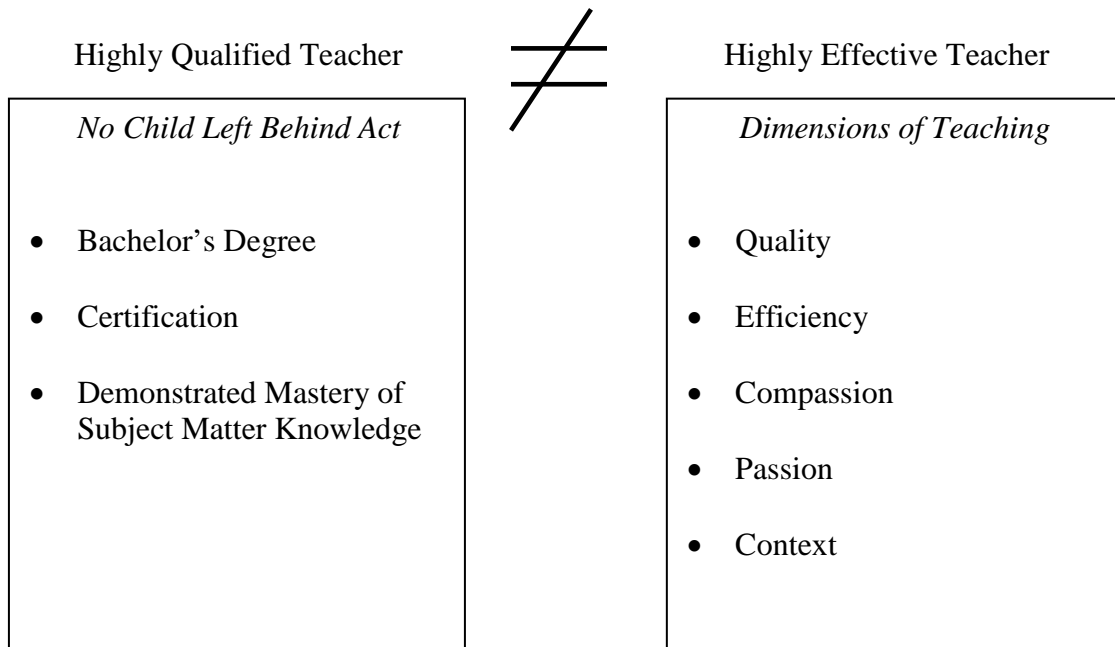 Highly Qualified Teacher
≠
Highly Effective Teacher
No Child Left Behind Act
• Bachelor’s Degree
• Certification
• Demonstrated Mastery of
Subject Matter Knowledge
Dimensions of Teaching
• Quality
• Efficiency
• Compassion
• Passion
• Context